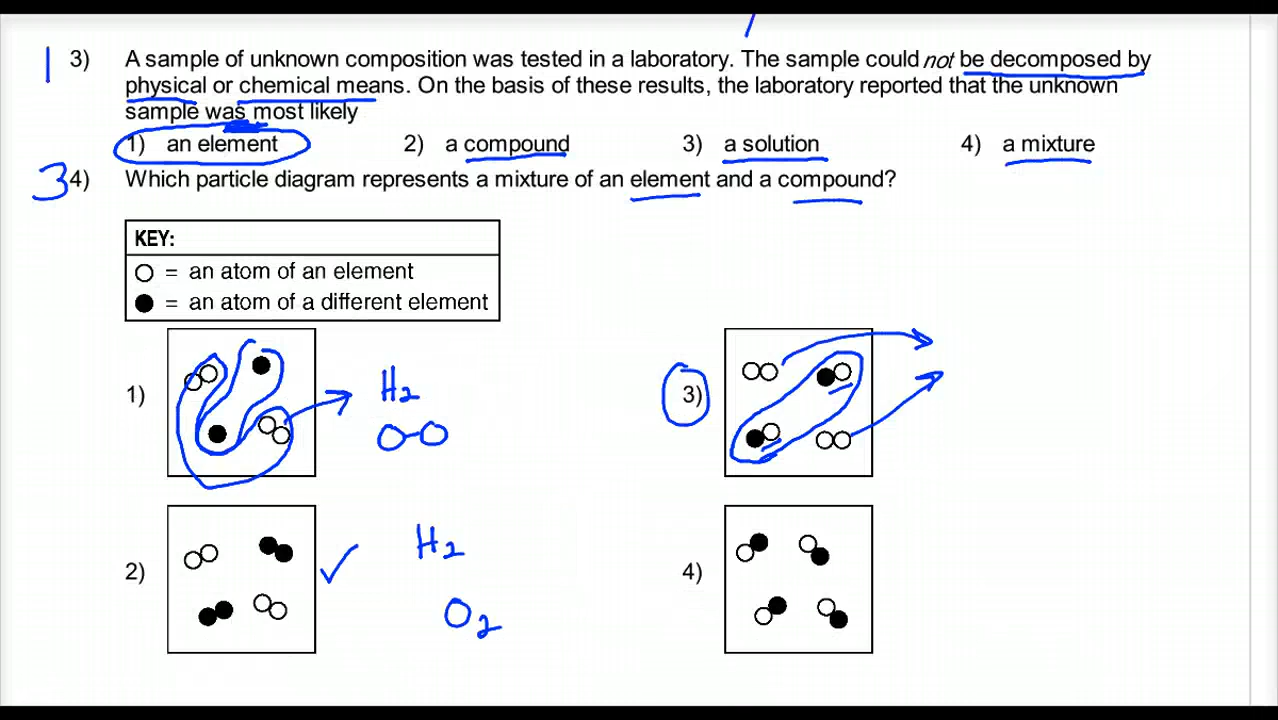 1 3) A sample of unknown composition was tested in a laboratory. The sample could not be decomposed by
physical or chemical means. On the basis of these results, the laboratory reported that the unknown
sample was most likely
1) an element 2) a compound 3) a solution 4) a mixture
3 4) Which particle diagram represents a mixture of an element and a compound?
KEY:
= an atom of an element
= an atom of a different element
1) H2 3)
2) H2 4)
O2